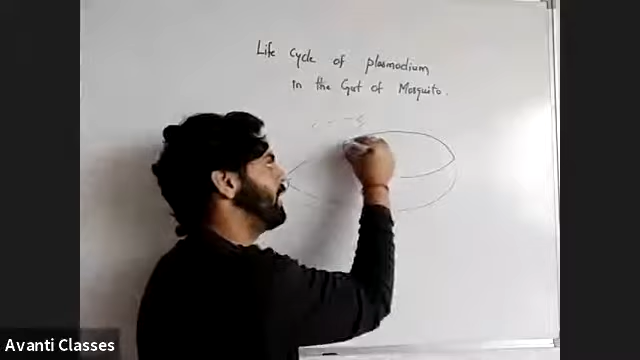 Life Cycle of plasmodium
in the Gut of Mosquito.
Avanti Classes